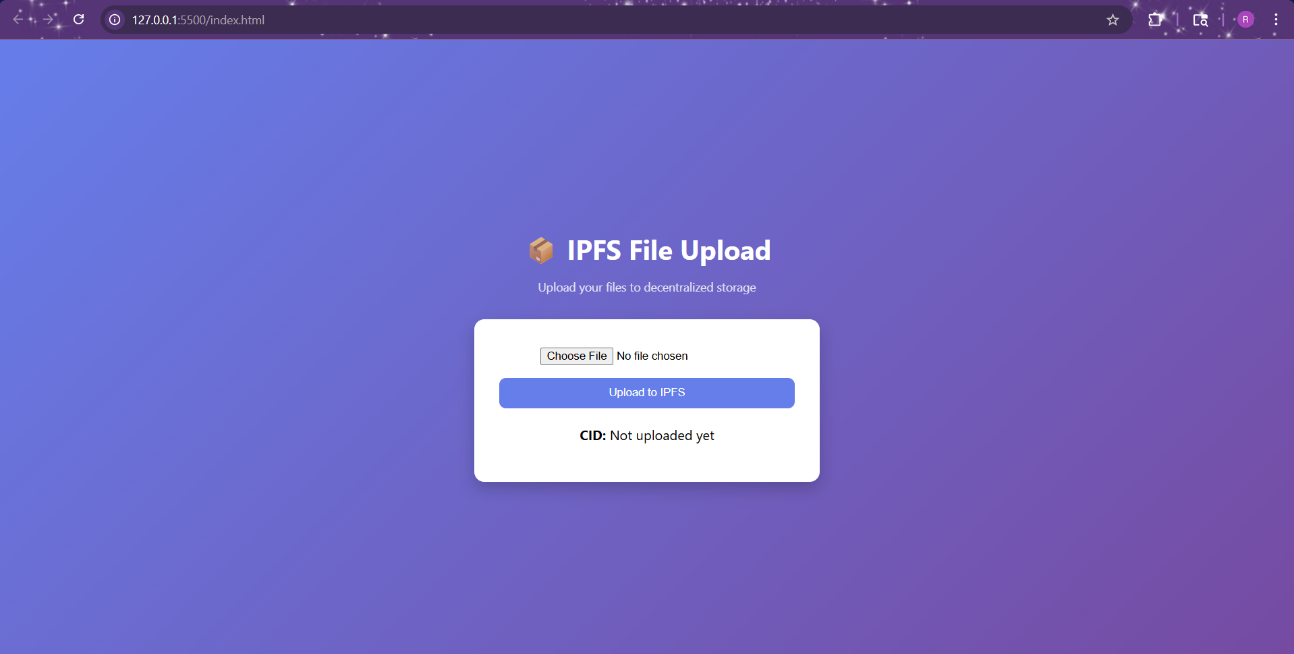 127.0.0.1:5500/index.html
R
📦 IPFS File Upload
Upload your files to decentralized storage
Choose File No file chosen
Upload to IPFS
CID: Not uploaded yet